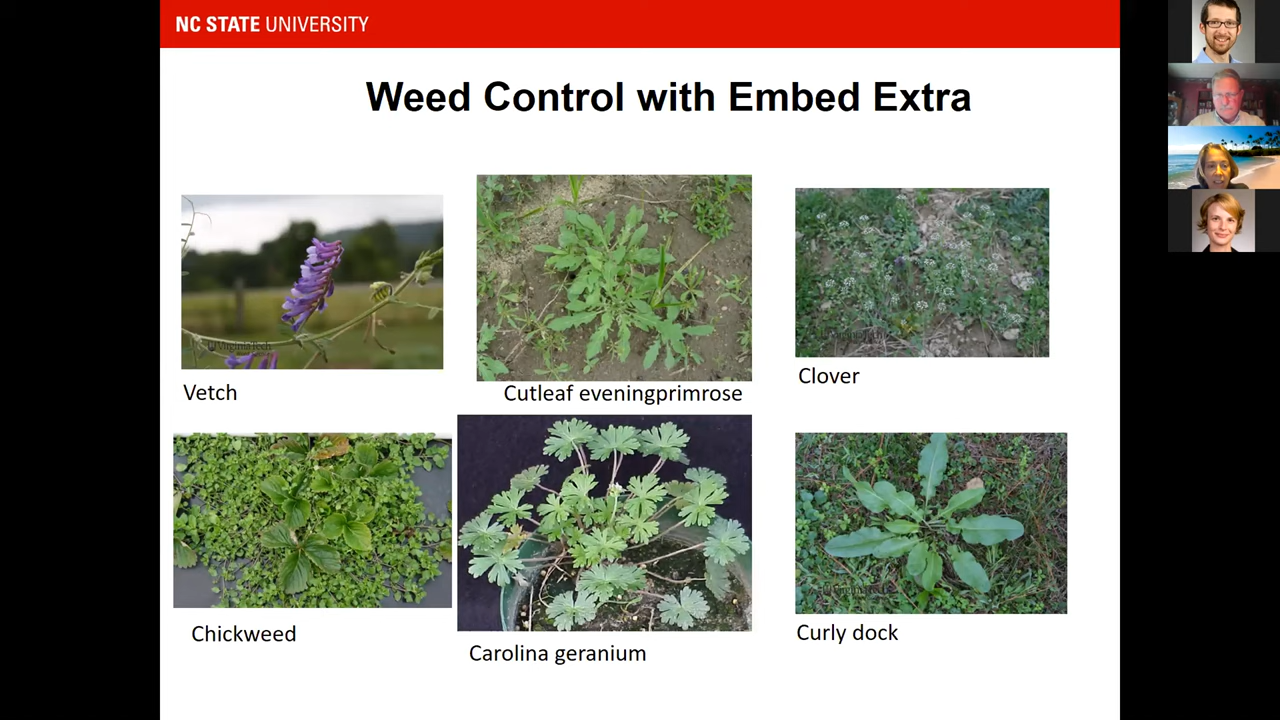 NC STATE UNIVERSITY
Weed Control with Embed Extra
Vetch
Cutleaf eveningprimrose
Clover
Chickweed
Carolina geranium
Curly dock